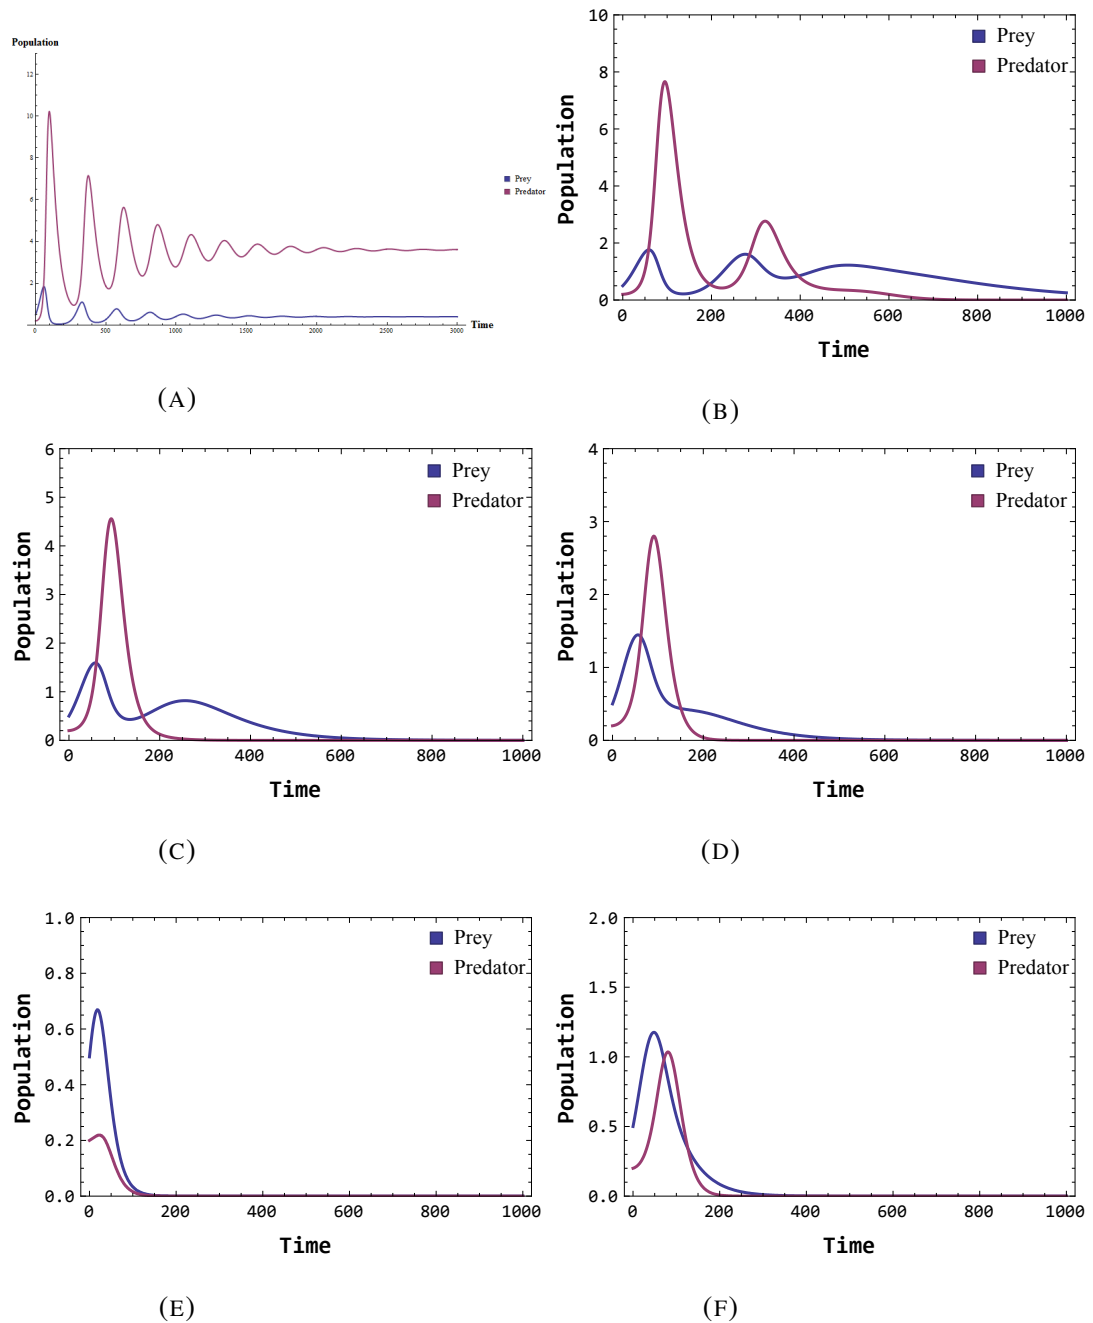 Population
12
10
8
6
4
2
0 500 1000 1500 2000 2500 3000
Time
Prey
Predator
(A)
Population
10
8
6
4
2
0
0 200 400 600 800 1000
Time
Prey
Predator
(B)
Population
6
5
4
3
2
1
0
0 200 400 600 800 1000
Time
Prey
Predator
(C)
Population
4
3
2
1
0
0 200 400 600 800 1000
Time
Prey
Predator
(D)
Population
1.0
0.8
0.6
0.4
0.2
0.0
0 200 400 600 800 1000
Time
Prey
Predator
(E)
Population
2.0
1.5
1.0
0.5
0.0
0 200 400 600 800 1000
Time
Prey
Predator
(F)